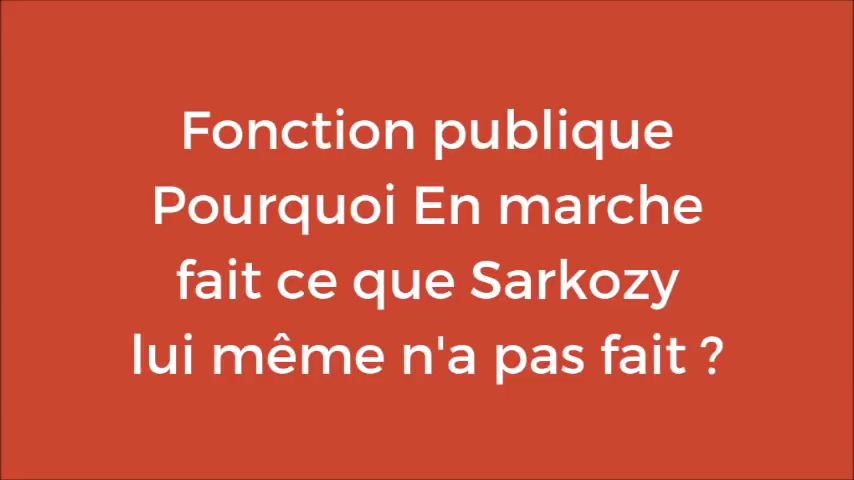 Fonction publique
Pourquoi En marche
fait ce que Sarkozy
lui même n'a pas fait ?